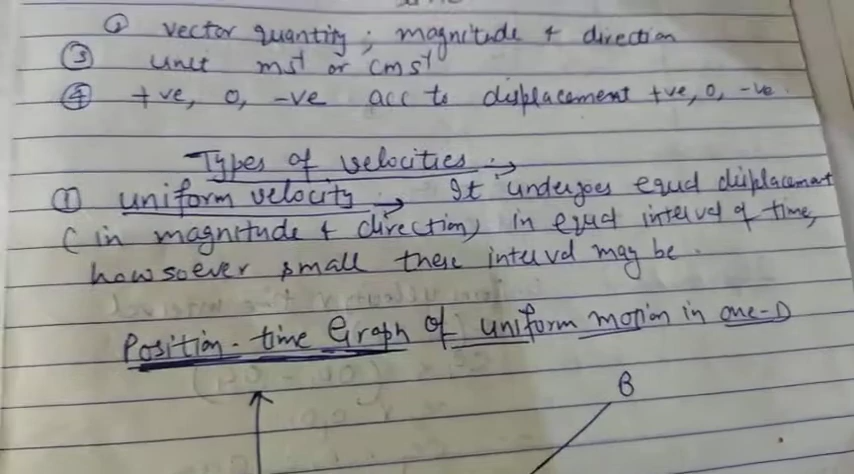 ② vector quantity ; magnitude + direction
③ unit ms⁻¹ or cms⁻¹
④ +ve, 0, -ve acc to displacement +ve, 0, -ve.
Types of velocities :→
① uniform velocity → It undergoes equal displacement
(in magnitude + direction) in equal interval of time,
howsoever small these interval may be.
Position-time Graph of uniform motion in one-D
B